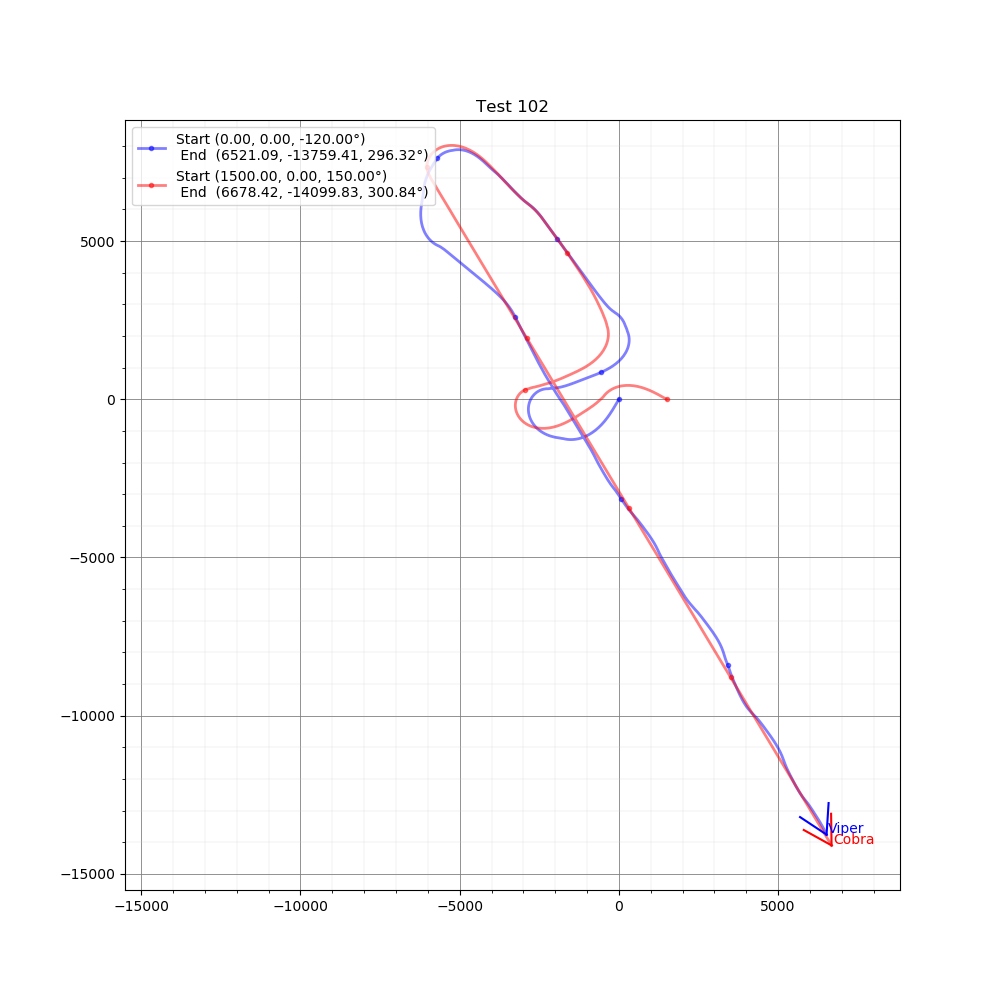 Test 102
Start (0.00, 0.00, -120.00°)
End (6521.09, -13759.41, 296.32°)
Start (1500.00, 0.00, 150.00°)
End (6678.42, -14099.83, 300.84°)
5000
0
−5000
−10000
−15000
Viper
Cobra
−15000
−10000
−5000
0
5000